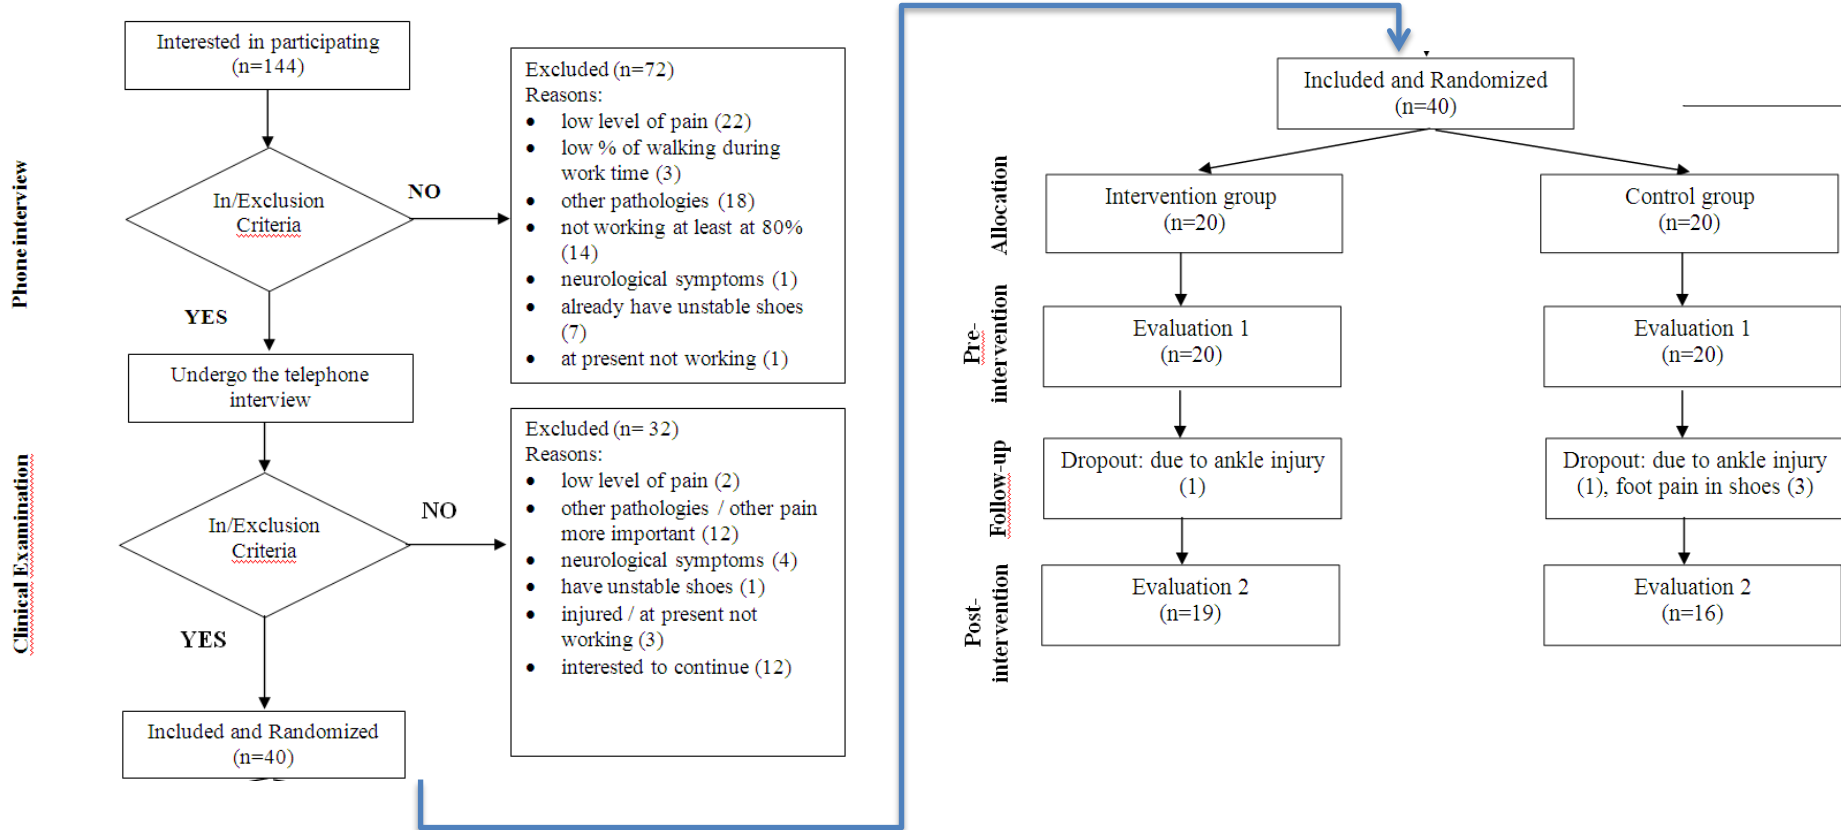 Interested in participating
(n=144)
Phone interview
In/Exclusion
Criteria
NO
YES
Excluded (n=72)
Reasons:
• low level of pain (22)
• low % of walking during
work time (3)
• other pathologies (18)
• not working at least at 80%
(14)
• neurological symptoms (1)
• already have unstable shoes
(7)
• at present not working (1)
Undergo the telephone
interview
Clinical Examination
In/Exclusion
Criteria
NO
YES
Excluded (n= 32)
Reasons:
• low level of pain (2)
• other pathologies / other pain
more important (12)
• neurological symptoms (4)
• have unstable shoes (1)
• injured / at present not
working (3)
• interested to continue (12)
Included and Randomized
(n=40)
Included and Randomized
(n=40)
Allocation
Intervention group
(n=20)
Control group
(n=20)
Pre-
intervention
Evaluation 1
(n=20)
Evaluation 1
(n=20)
Follow-up
Dropout: due to ankle injury
(1)
Dropout: due to ankle injury
(1), foot pain in shoes (3)
Post-
intervention
Evaluation 2
(n=19)
Evaluation 2
(n=16)